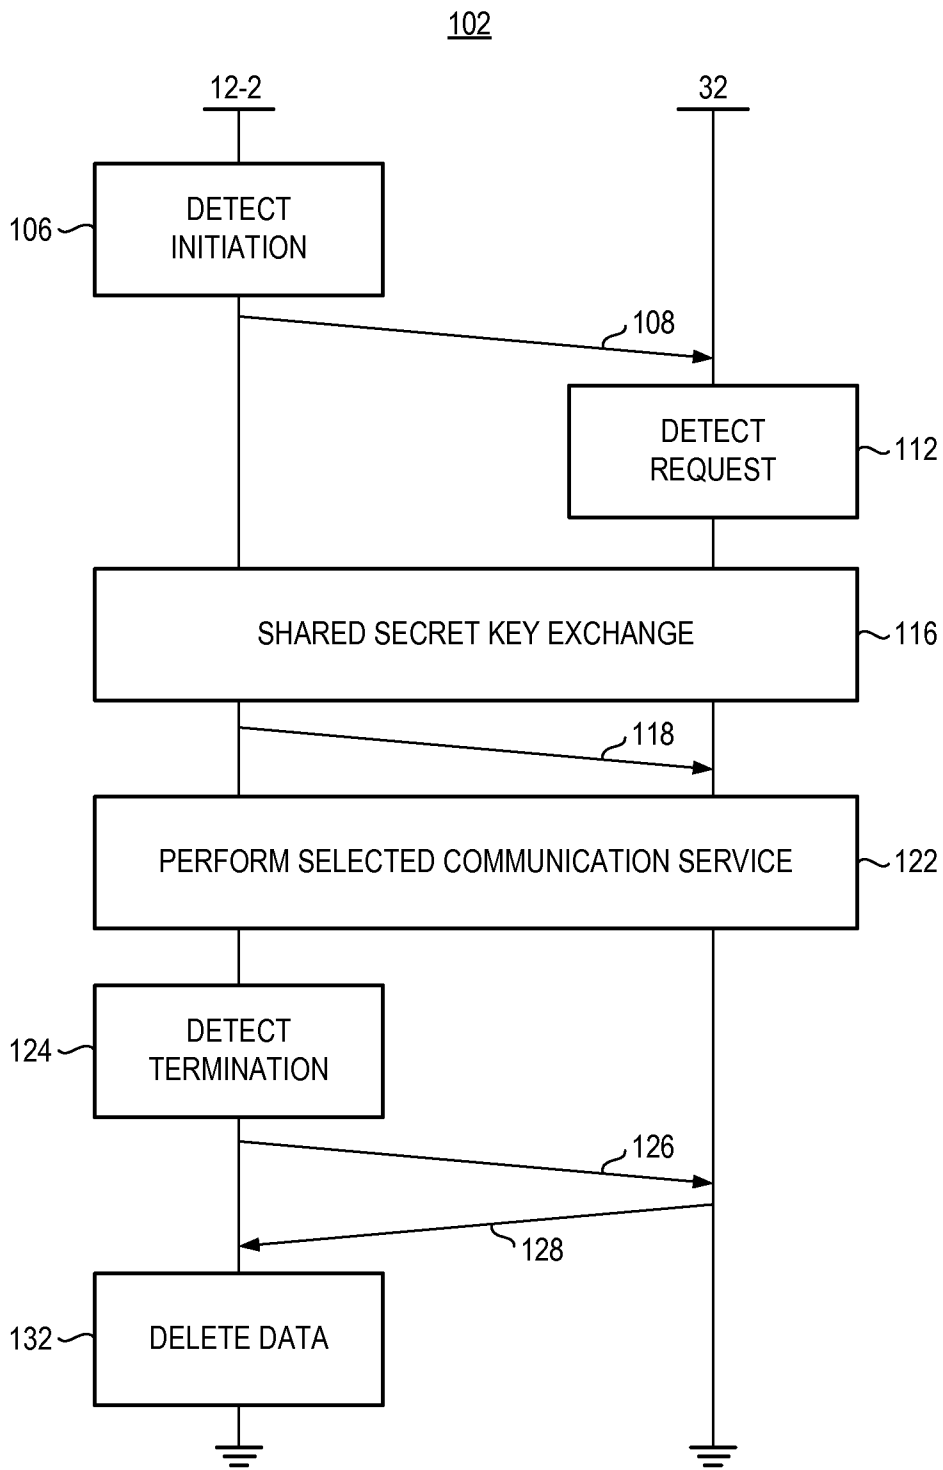 102
12-2
32
DETECT
INITIATION
106
108
DETECT
REQUEST
112
SHARED SECRET KEY EXCHANGE
116
118
PERFORM SELECTED COMMUNICATION SERVICE
122
DETECT
TERMINATION
124
126
128
DELETE DATA
132